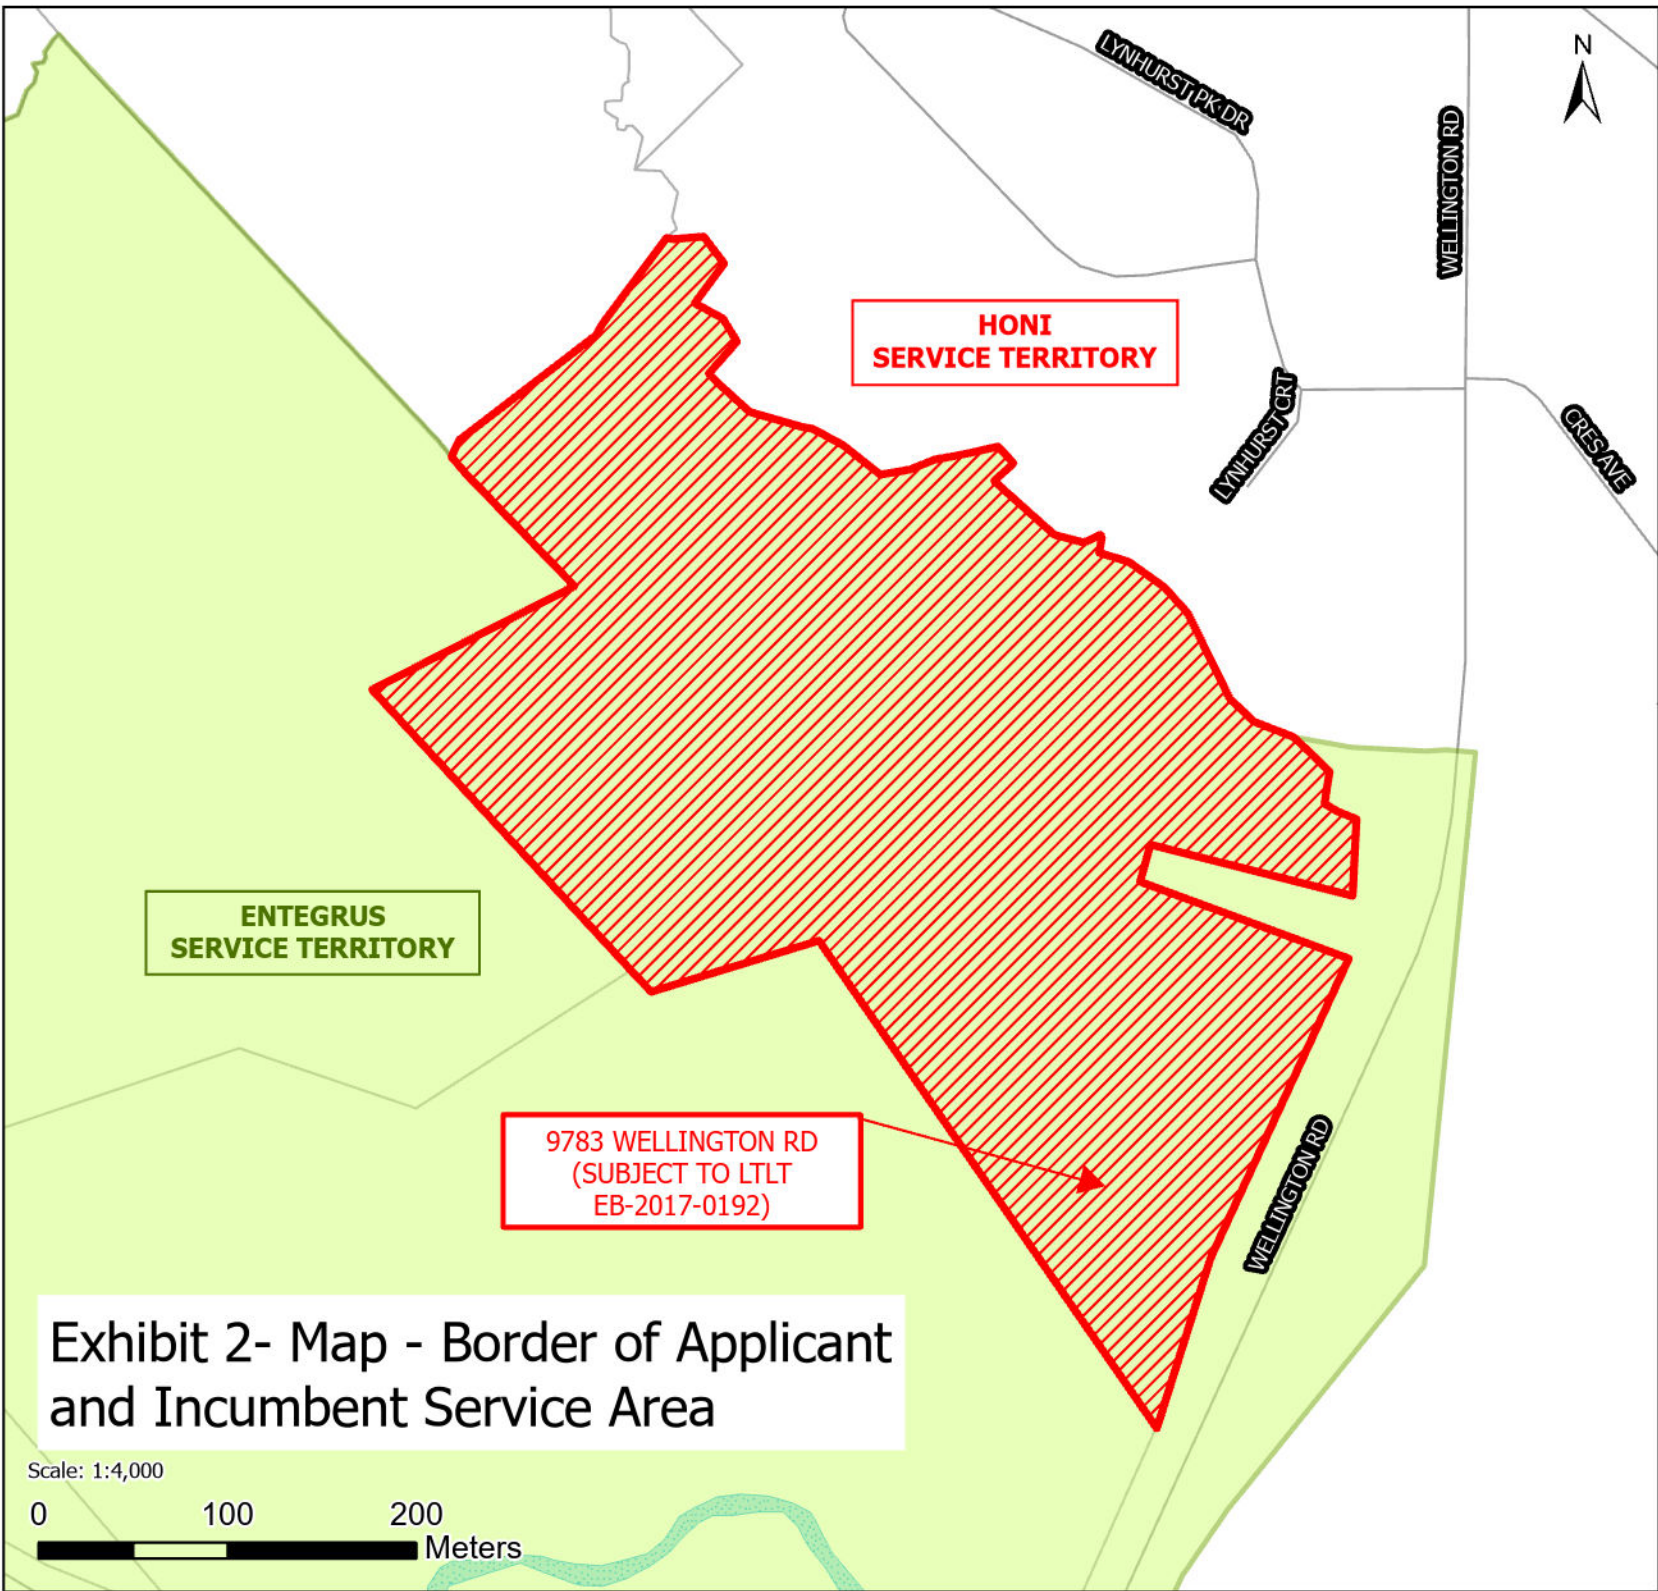 N
LYNHURST PK DR
WELLINGTON RD
HONI
SERVICE TERRITORY
LYNHURST CRT
CRES AVE
ENTEGRUS
SERVICE TERRITORY
9783 WELLINGTON RD
(SUBJECT TO LTLT
EB-2017-0192)
WELLINGTON RD
Exhibit 2- Map - Border of Applicant
and Incumbent Service Area
Scale: 1:4,000
0 100 200
Meters